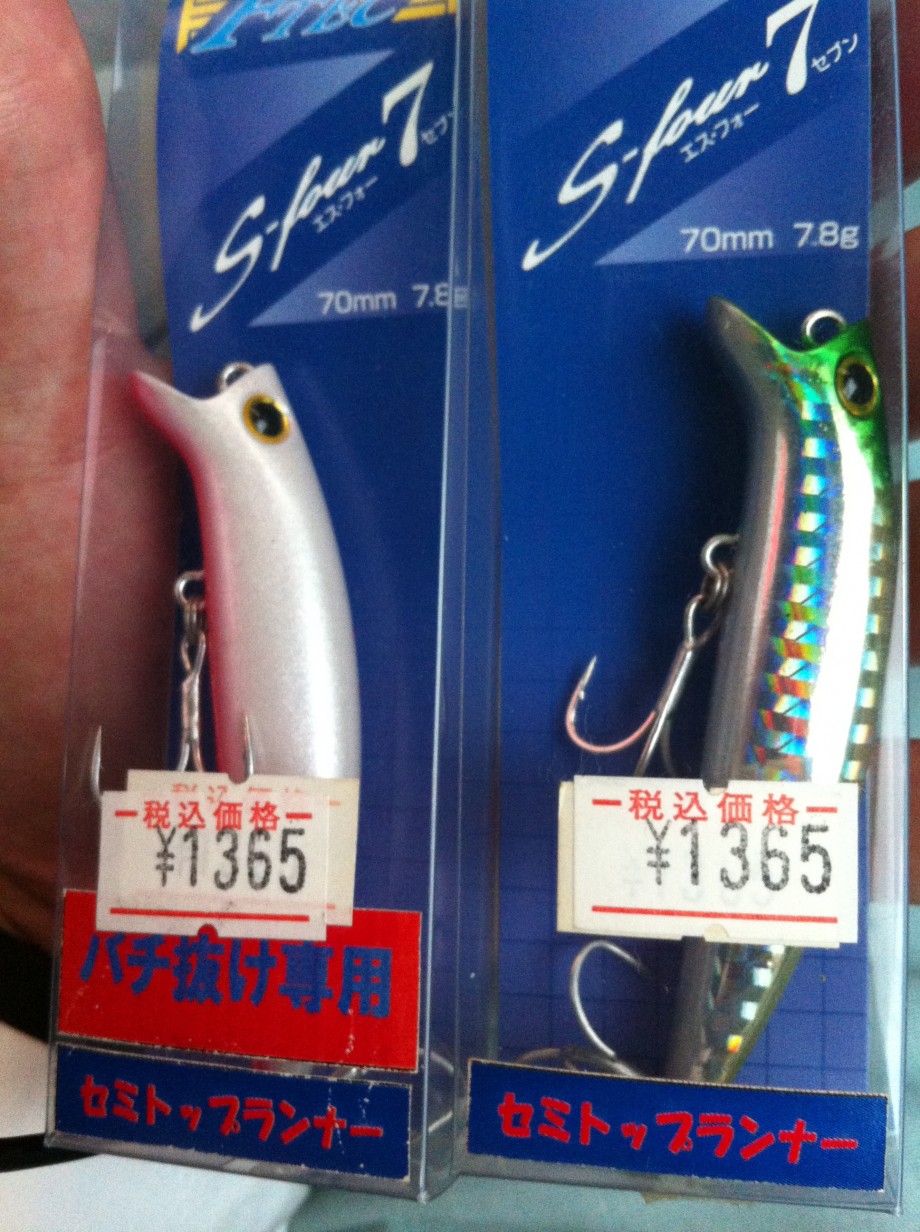 FTEC
S-four 7
セブン
エス・フォー
70mm 7.8g
税込価格
¥1365
バチ抜け専用
セミトップランナー
S-four 7
セブン
エス・フォー
70mm 7.8g
税込価格
¥1365
セミトップランナー